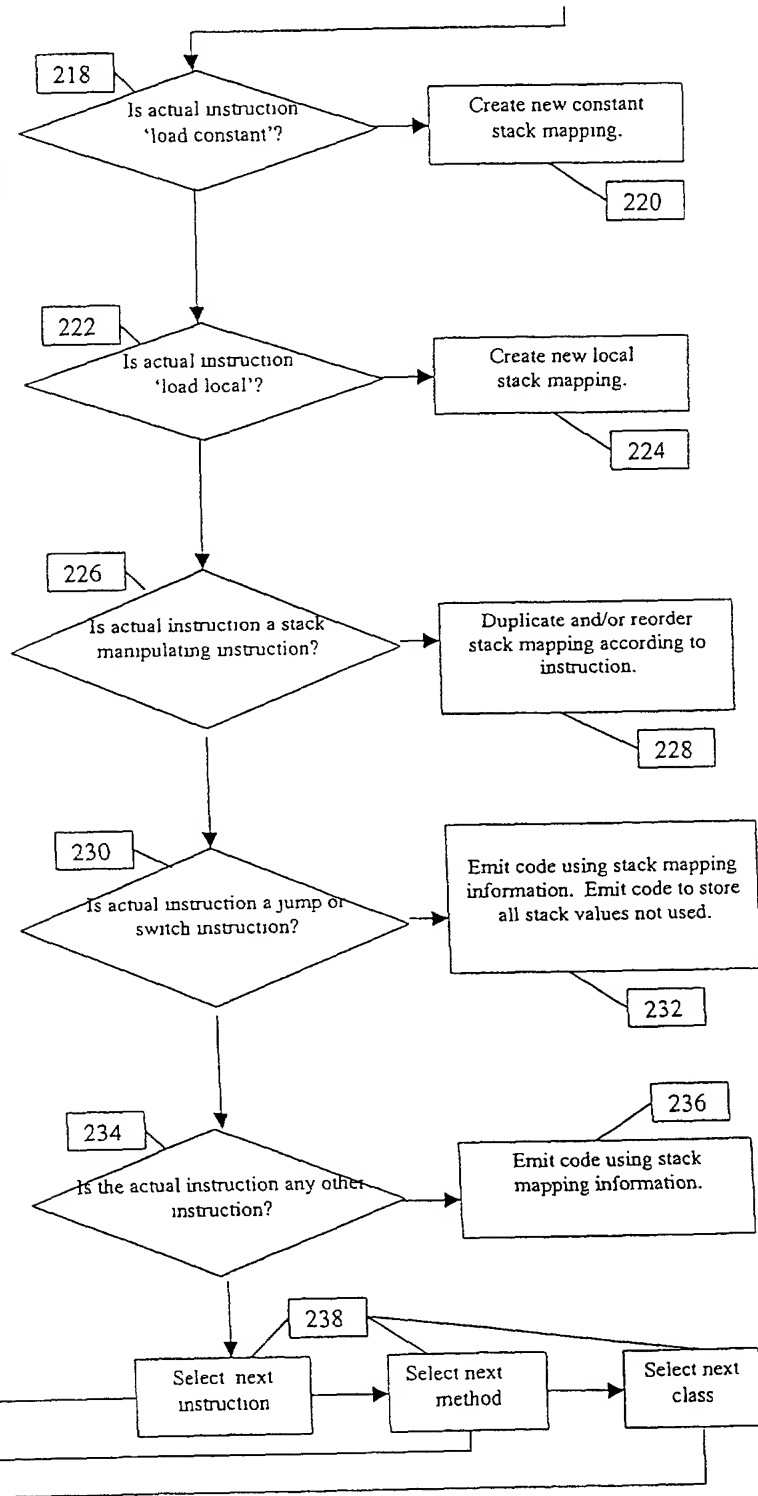 218
Is actual instruction
‘load constant’?
Create new constant
stack mapping.
220
222
Is actual instruction
‘load local’?
Create new local
stack mapping.
224
226
Is actual instruction a stack
manipulating instruction?
Duplicate and/or reorder
stack mapping according to
instruction.
228
230
Is actual instruction a jump or
switch instruction?
Emit code using stack mapping
information. Emit code to store
all stack values not used.
232
234
Is the actual instruction any other
instruction?
236
Emit code using stack
mapping information.
238
Select next
instruction
Select next
method
Select next
class